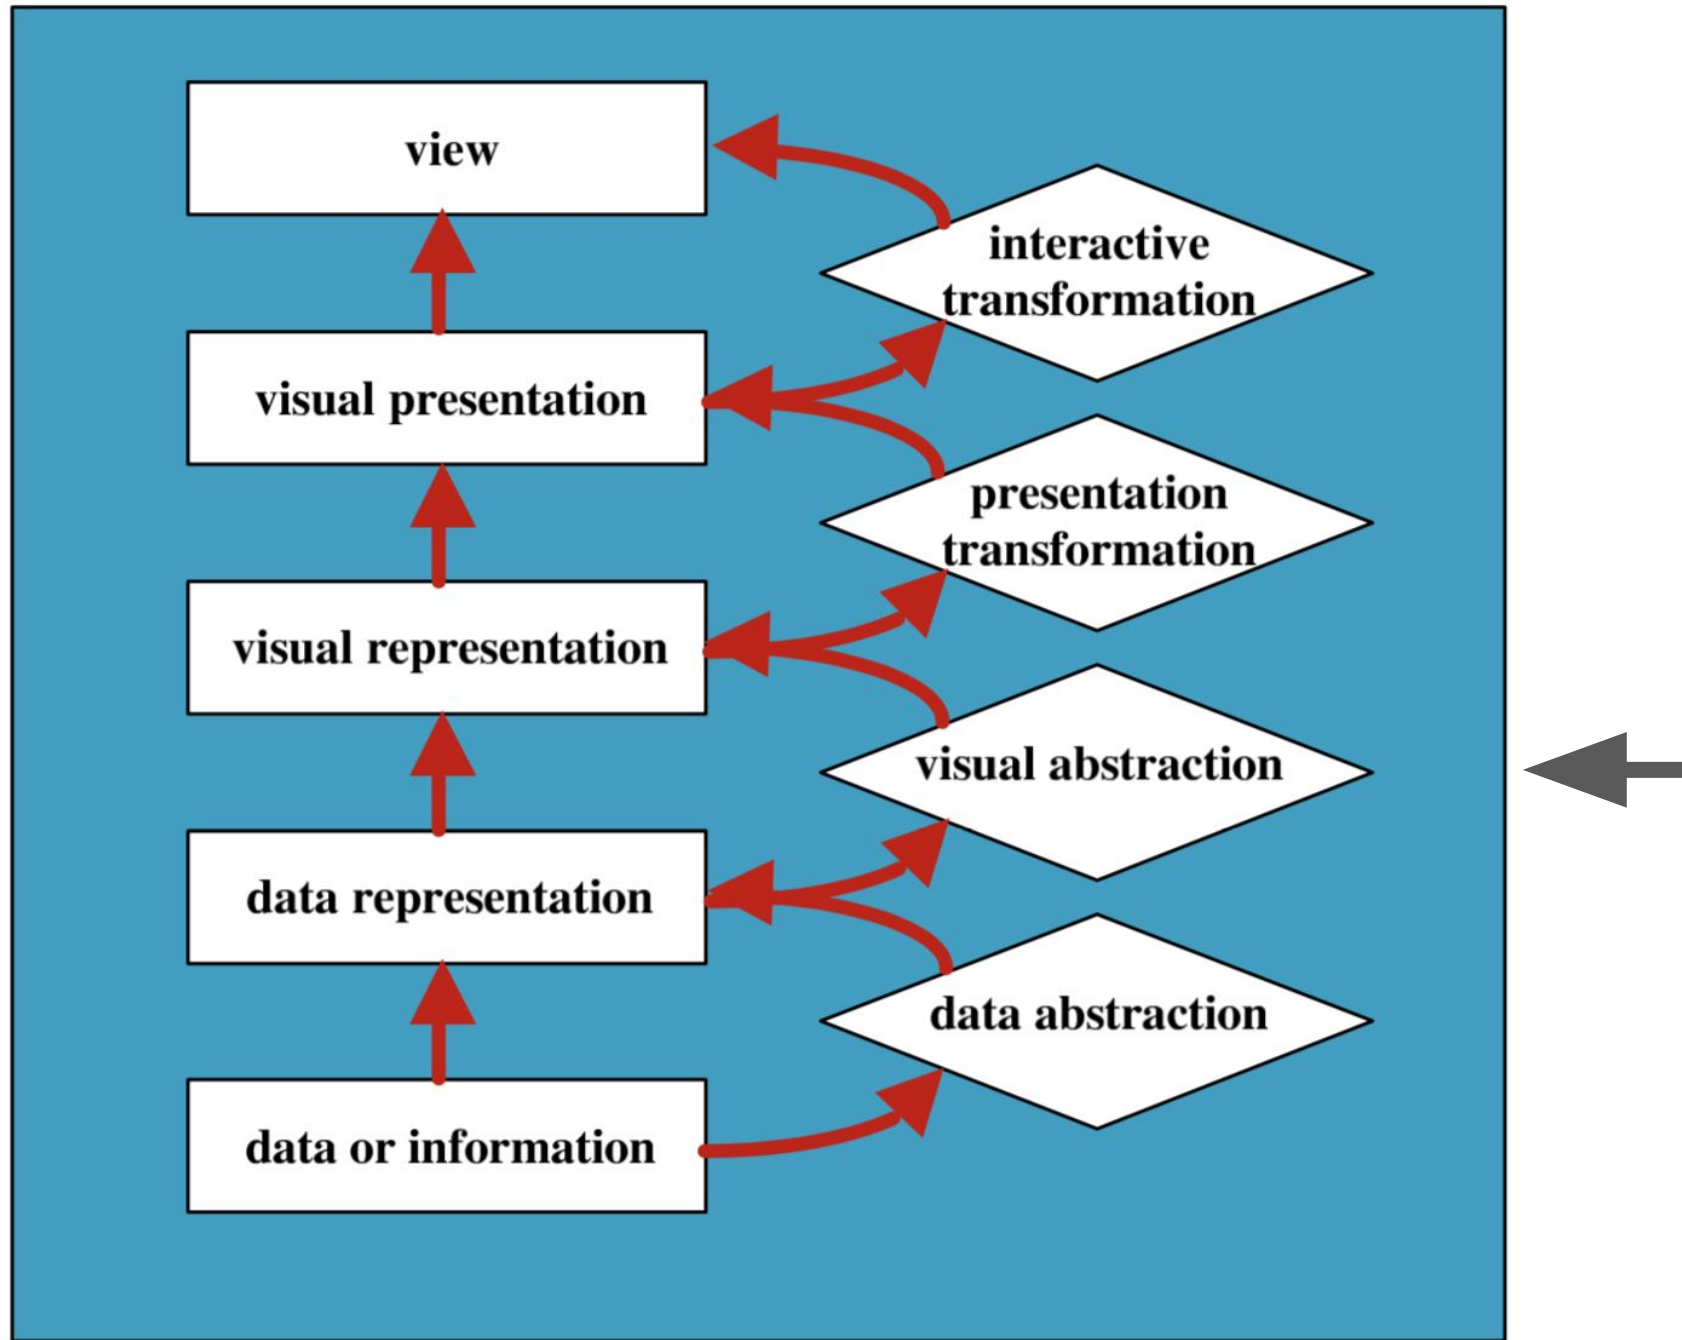 view
interactive
transformation
visual presentation
presentation
transformation
visual representation
visual abstraction
data representation
data abstraction
data or information